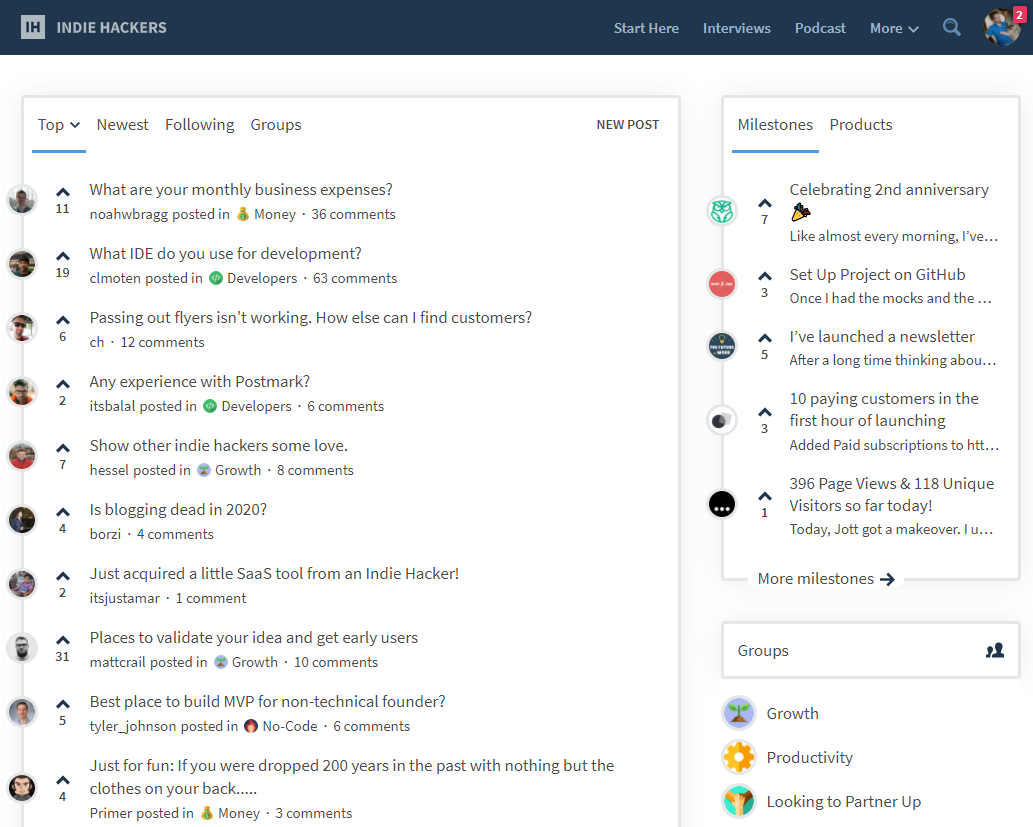 IH INDIE HACKERS
Start Here Interviews Podcast More 2
Top Newest Following Groups NEW POST
11 What are your monthly business expenses?
noahwbragg posted in Money · 36 comments
19 What IDE do you use for development?
clmoten posted in Developers · 63 comments
6 Passing out flyers isn't working. How else can I find customers?
ch · 12 comments
2 Any experience with Postmark?
itsbalal posted in Developers · 6 comments
7 Show other indie hackers some love.
hessel posted in Growth · 8 comments
4 Is blogging dead in 2020?
borzi · 4 comments
2 Just acquired a little SaaS tool from an Indie Hacker!
itsjustamar · 1 comment
31 Places to validate your idea and get early users
mattcrail posted in Growth · 10 comments
5 Best place to build MVP for non-technical founder?
tyler_johnson posted in No-Code · 6 comments
4 Just for fun: If you were dropped 200 years in the past with nothing but the
clothes on your back.....
Primer posted in Money · 3 comments
Milestones Products
7 Celebrating 2nd anniversary
🎉
Like almost every morning, I've…
3 Set Up Project on GitHub
Once I had the mocks and the …
THE FUTURE WORK
5 I've launched a newsletter
After a long time thinking abou…
3 10 paying customers in the
first hour of launching
Added Paid subscriptions to htt…
1 396 Page Views & 118 Unique
Visitors so far today!
Today, Jott got a makeover. I u…
More milestones →
Groups
Growth
Productivity
Looking to Partner Up